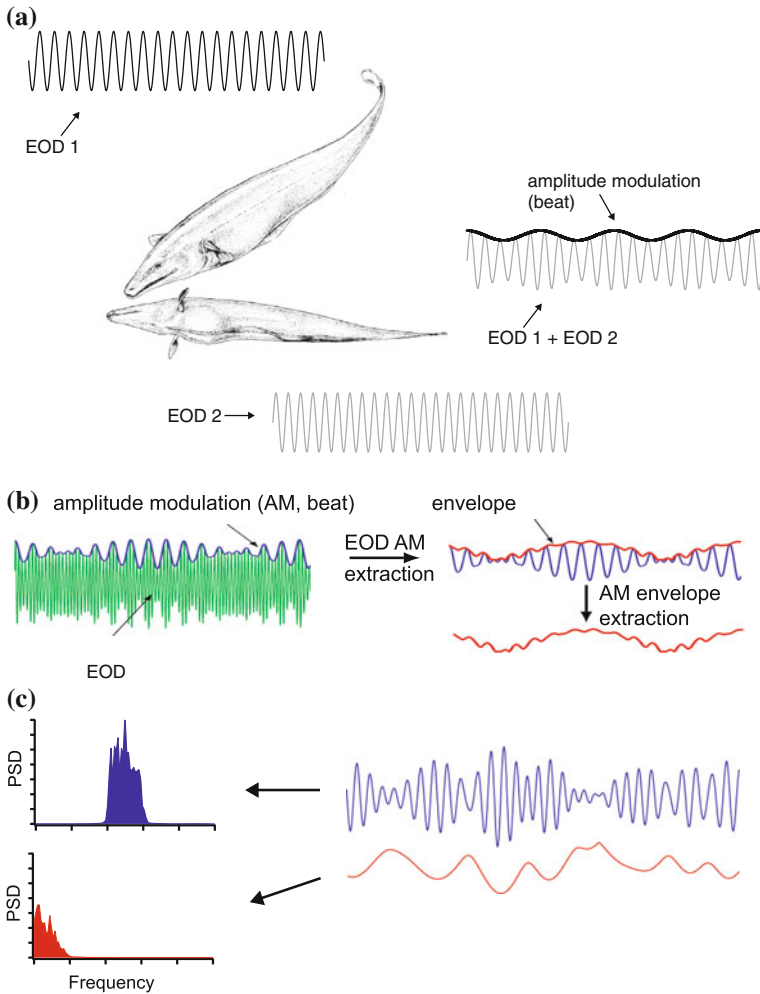 (a)
EOD 1
amplitude modulation
(beat)
EOD 1 + EOD 2
EOD 2
(b)
amplitude modulation (AM, beat)
envelope
EOD AM
extraction
AM envelope
extraction
EOD
(c)
PSD
PSD
Frequency